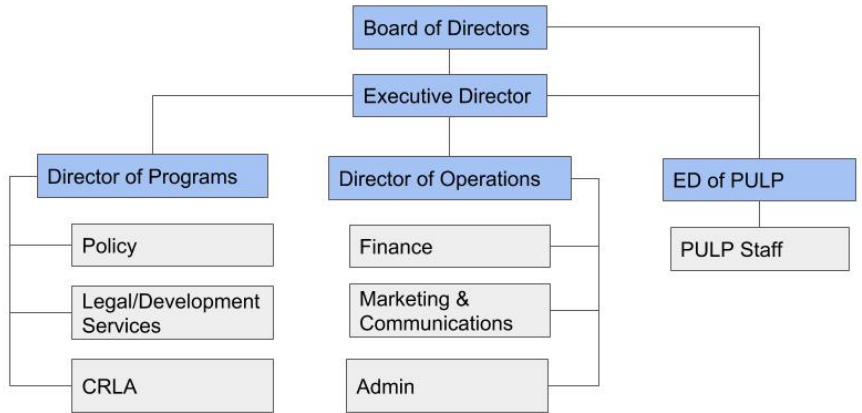 Board of Directors
Executive Director
Director of Programs
Director of Operations
ED of PULP
Policy
Finance
PULP Staff
Legal/Development
Services
Marketing &
Communications
CRLA
Admin